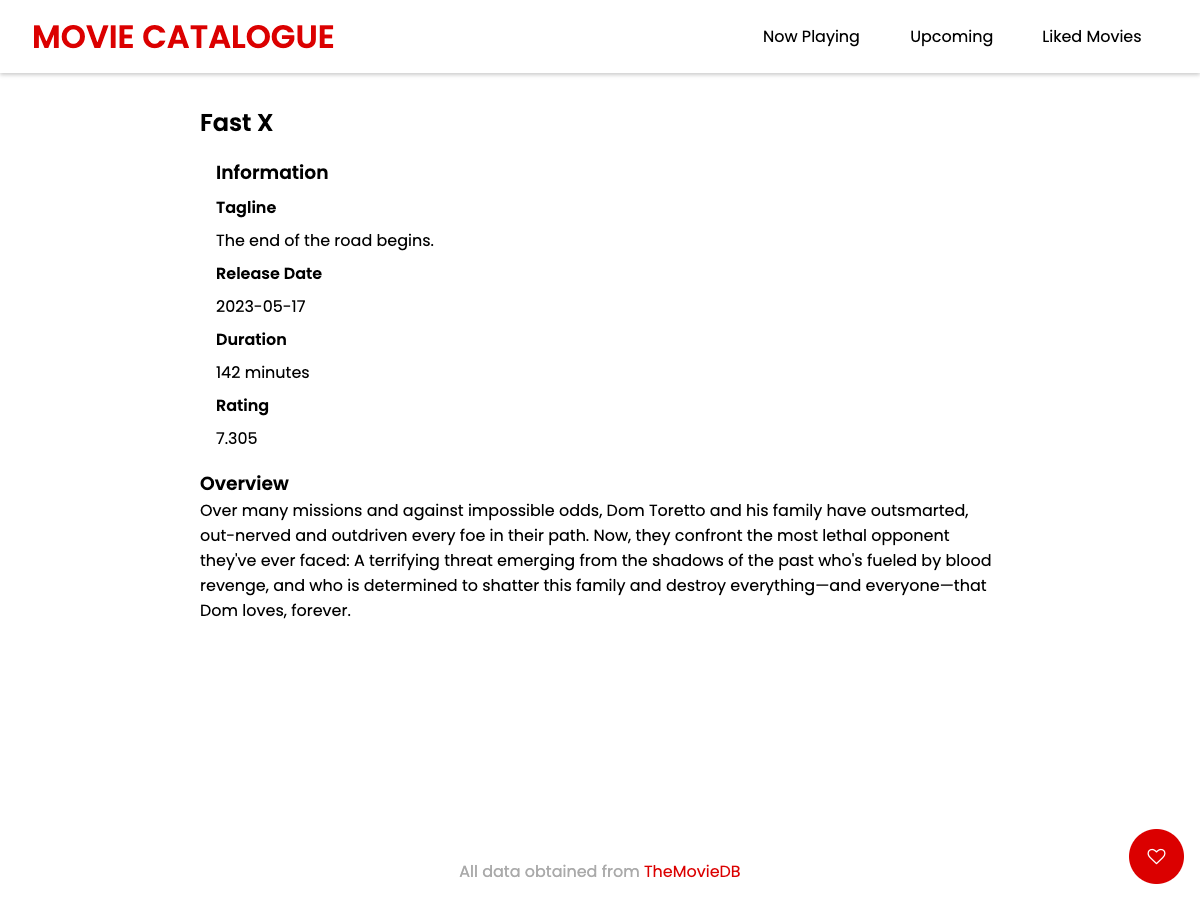 MOVIE CATALOGUE
Now Playing
Upcoming
Liked Movies
Fast X
Information
Tagline
The end of the road begins.
Release Date
2023-05-17
Duration
142 minutes
Rating
7.305
Overview
Over many missions and against impossible odds, Dom Toretto and his family have outsmarted,
out-nerved and outdriven every foe in their path. Now, they confront the most lethal opponent
they've ever faced: A terrifying threat emerging from the shadows of the past who's fueled by blood
revenge, and who is determined to shatter this family and destroy everything—and everyone—that
Dom loves, forever.
All data obtained from TheMovieDB